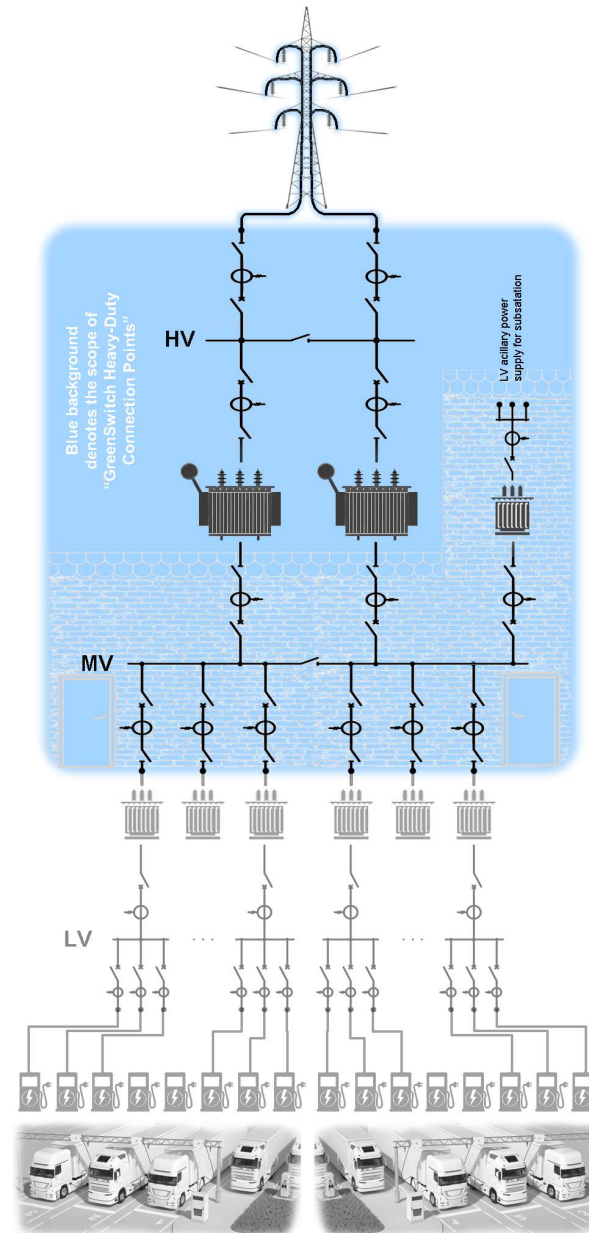 Blue background
denotes the scope of
“GreenSwitch Heavy-Duty
Connection Points”
HV
LV acillary power
supply for subsatation
MV
LV
. . .
. . .